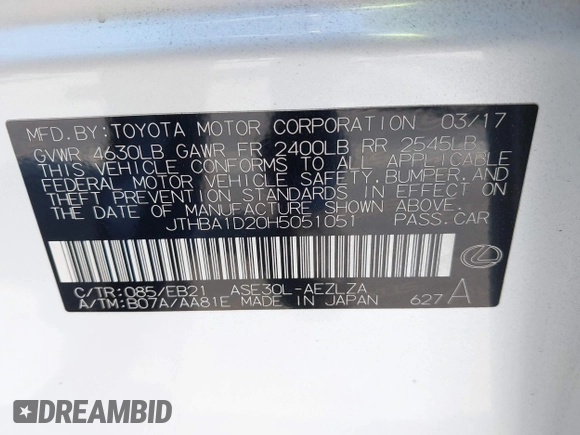 MFD. BY: TOYOTA MOTOR CORPORATION 03/17
GVWR 4630LB GAWR FR 2400LB RR 2545LB
THIS VEHICLE CONFORMS TO ALL APPLICABLE
FEDERAL MOTOR VEHICLE SAFETY, BUMPER, AND
THEFT PREVENTION STANDARDS IN EFFECT ON
THE DATE OF MANUFACTURE SHOWN ABOVE.
JTHBA1D20H5051051 PASS. CAR
C/TR: 085/EB21 ASE30L-AEZLZA
A/TM: B07A/AA81E MADE IN JAPAN 627 A
DREAMBID